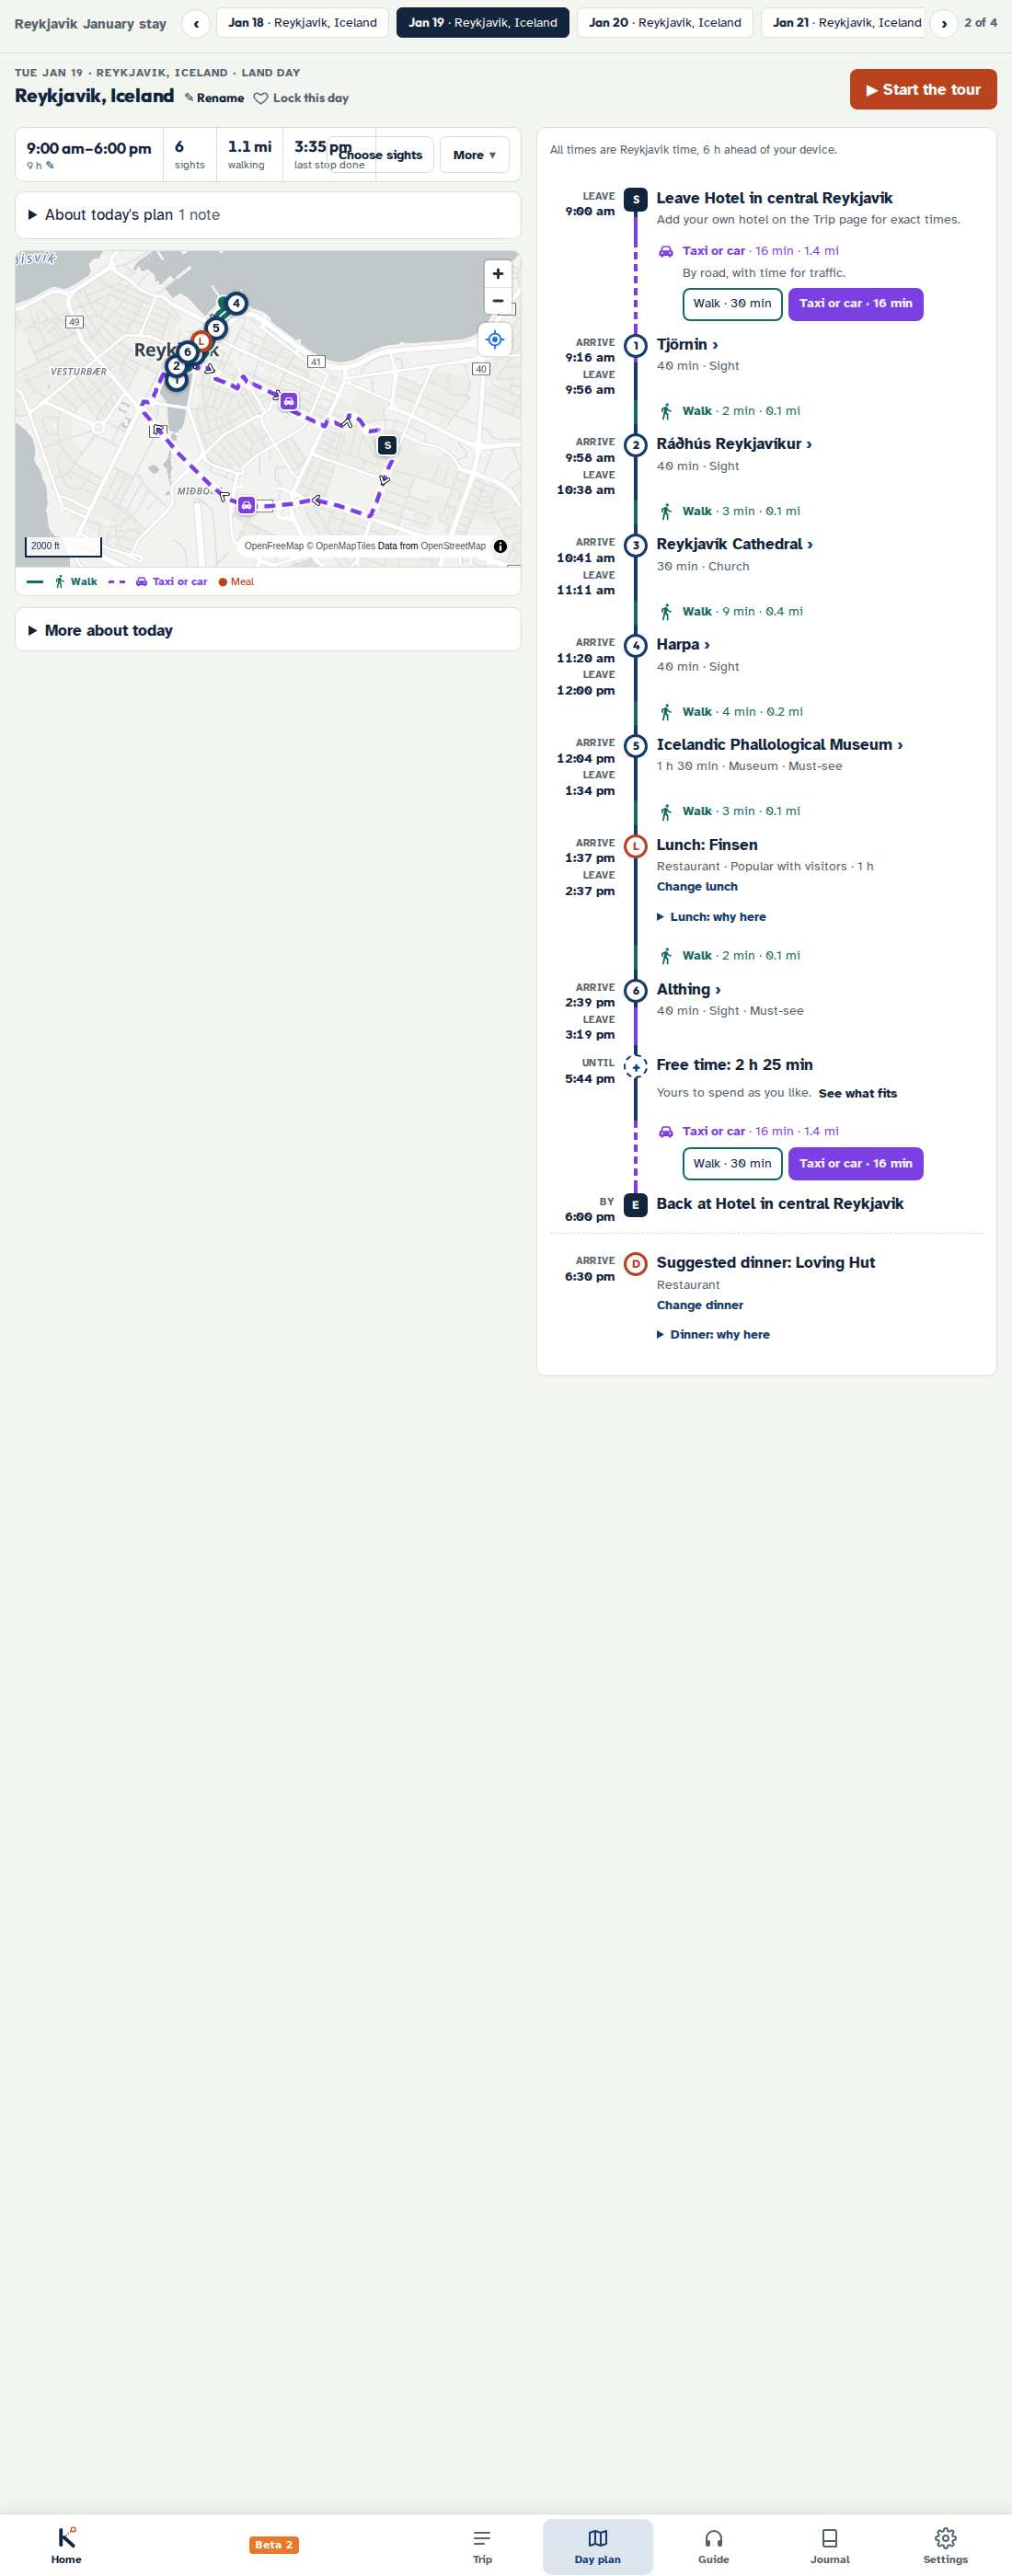 Reykjavik January stay
‹
Jan 18 · Reykjavik, Iceland
Jan 19 · Reykjavik, Iceland
Jan 20 · Reykjavik, Iceland
Jan 21 · Reykjavik, Iceland
›
2 of 4
TUE JAN 19 · REYKJAVIK, ICELAND · LAND DAY
Reykjavik, Iceland
✎ Rename
Lock this day
▶ Start the tour
9:00 am–6:00 pm
9 h ✎
6
sights
1.1 mi
walking
3:35 pm
last stop done
Choose sights
More ▼
▶ About today's plan 1 note
49
41
40
VESTURBÆR
4
5
L
6
2
1
S
+
−
2000 ft
OpenFreeMap © OpenMapTiles Data from OpenStreetMap
Walk
Taxi or car
Meal
▶ More about today
All times are Reykjavik time, 6 h ahead of your device.
LEAVE
9:00 am
S
Leave Hotel in central Reykjavik
Add your own hotel on the Trip page for exact times.
Taxi or car · 16 min · 1.4 mi
By road, with time for traffic.
Walk · 30 min
Taxi or car · 16 min
ARRIVE
9:16 am
LEAVE
9:56 am
1
Tjörnin ›
40 min · Sight
Walk · 2 min · 0.1 mi
ARRIVE
9:58 am
LEAVE
10:38 am
2
Ráðhús Reykjavíkur ›
40 min · Sight
Walk · 3 min · 0.1 mi
ARRIVE
10:41 am
LEAVE
11:11 am
3
Reykjavík Cathedral ›
30 min · Church
Walk · 9 min · 0.4 mi
ARRIVE
11:20 am
LEAVE
12:00 pm
4
Harpa ›
40 min · Sight
Walk · 4 min · 0.2 mi
ARRIVE
12:04 pm
LEAVE
1:34 pm
5
Icelandic Phallological Museum ›
1 h 30 min · Museum · Must-see
Walk · 3 min · 0.1 mi
ARRIVE
1:37 pm
LEAVE
2:37 pm
L
Lunch: Finsen
Restaurant · Popular with visitors · 1 h
Change lunch
▶ Lunch: why here
Walk · 2 min · 0.1 mi
ARRIVE
2:39 pm
LEAVE
3:19 pm
6
Althing ›
40 min · Sight · Must-see
UNTIL
5:44 pm
+
Free time: 2 h 25 min
Yours to spend as you like. See what fits
Taxi or car · 16 min · 1.4 mi
Walk · 30 min
Taxi or car · 16 min
BY
6:00 pm
E
Back at Hotel in central Reykjavik
ARRIVE
6:30 pm
D
Suggested dinner: Loving Hut
Restaurant
Change dinner
▶ Dinner: why here
Home
Beta 2
Trip
Day plan
Guide
Journal
Settings